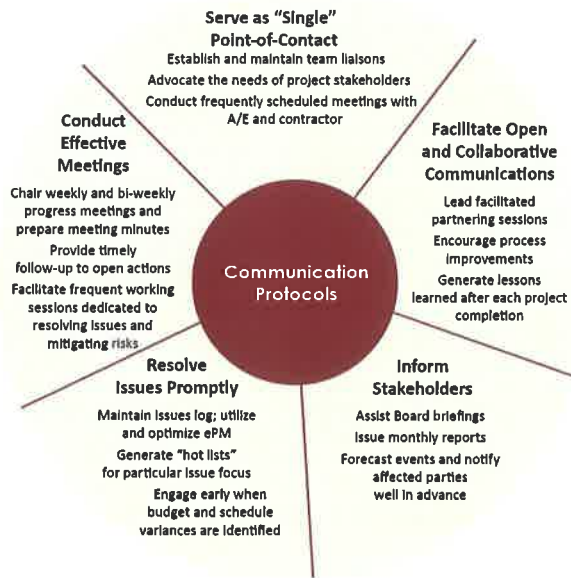 Serve as “Single”
Point-of-Contact
Establish and maintain team liaisons
Advocate the needs of project stakeholders
Conduct frequently scheduled meetings with
A/E and contractor
Facilitate Open
and Collaborative
Communications
Lead facilitated
partnering sessions
Encourage process
improvements
Generate lessons
learned after each project
completion
Inform
Stakeholders
Assist Board briefings
Issue monthly reports
Forecast events and notify
affected parties
well in advance
Resolve
Issues Promptly
Maintain issues log; utilize
and optimize ePM
Generate “hot lists”
for particular issue focus
Engage early when
budget and schedule
variances are identified
Conduct
Effective
Meetings
Chair weekly and bi-weekly
progress meetings and
prepare meeting minutes
Provide timely
follow-up to open actions
Facilitate frequent working
sessions dedicated to
resolving issues and
mitigating risks
Communication
Protocols